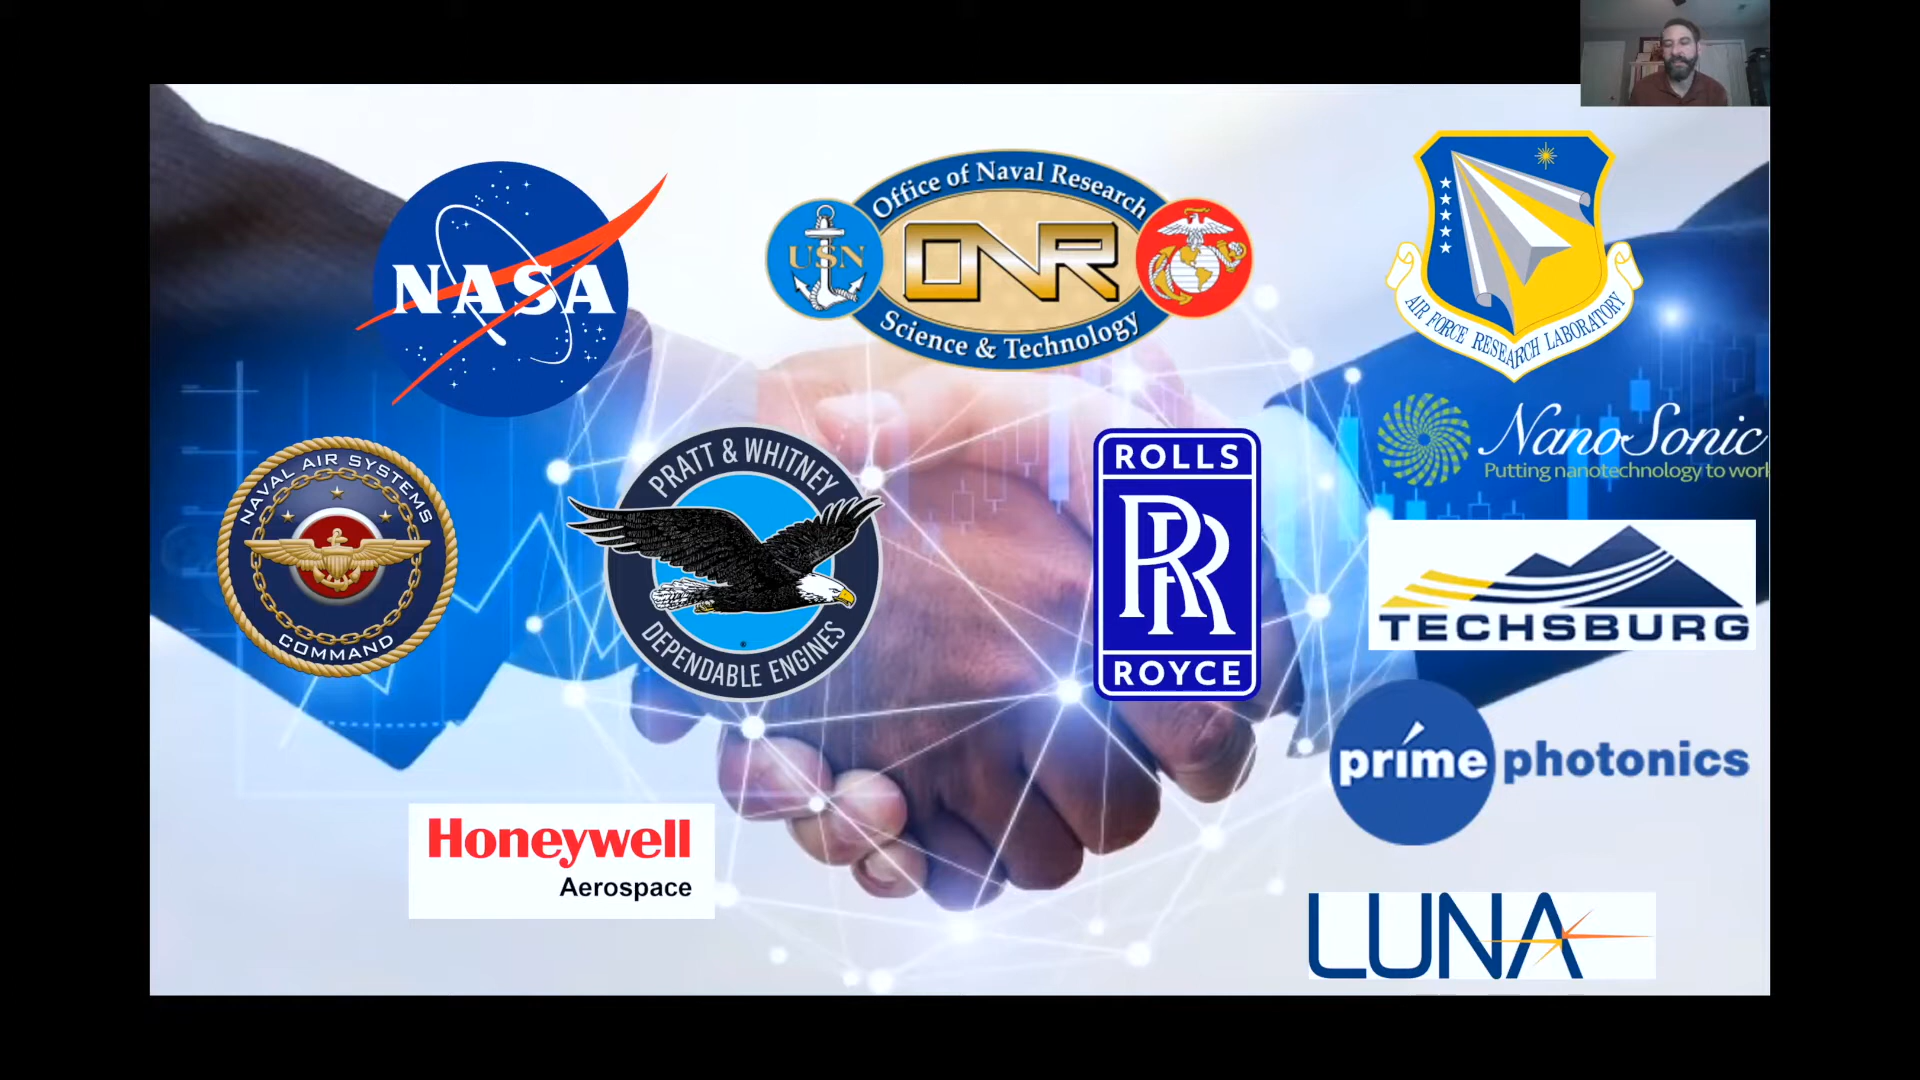 NASA
Office of Naval Research
USN
ONR
Science & Technology
AIR FORCE RESEARCH LABORATORY
NanoSonic
Putting nanotechnology to work
NAVAL AIR SYSTEMS
COMMAND
PRATT & WHITNEY
DEPENDABLE ENGINES
®
ROLLS
RR
ROYCE
TECHSBURG
prime photonics
Honeywell
Aerospace
LUNA